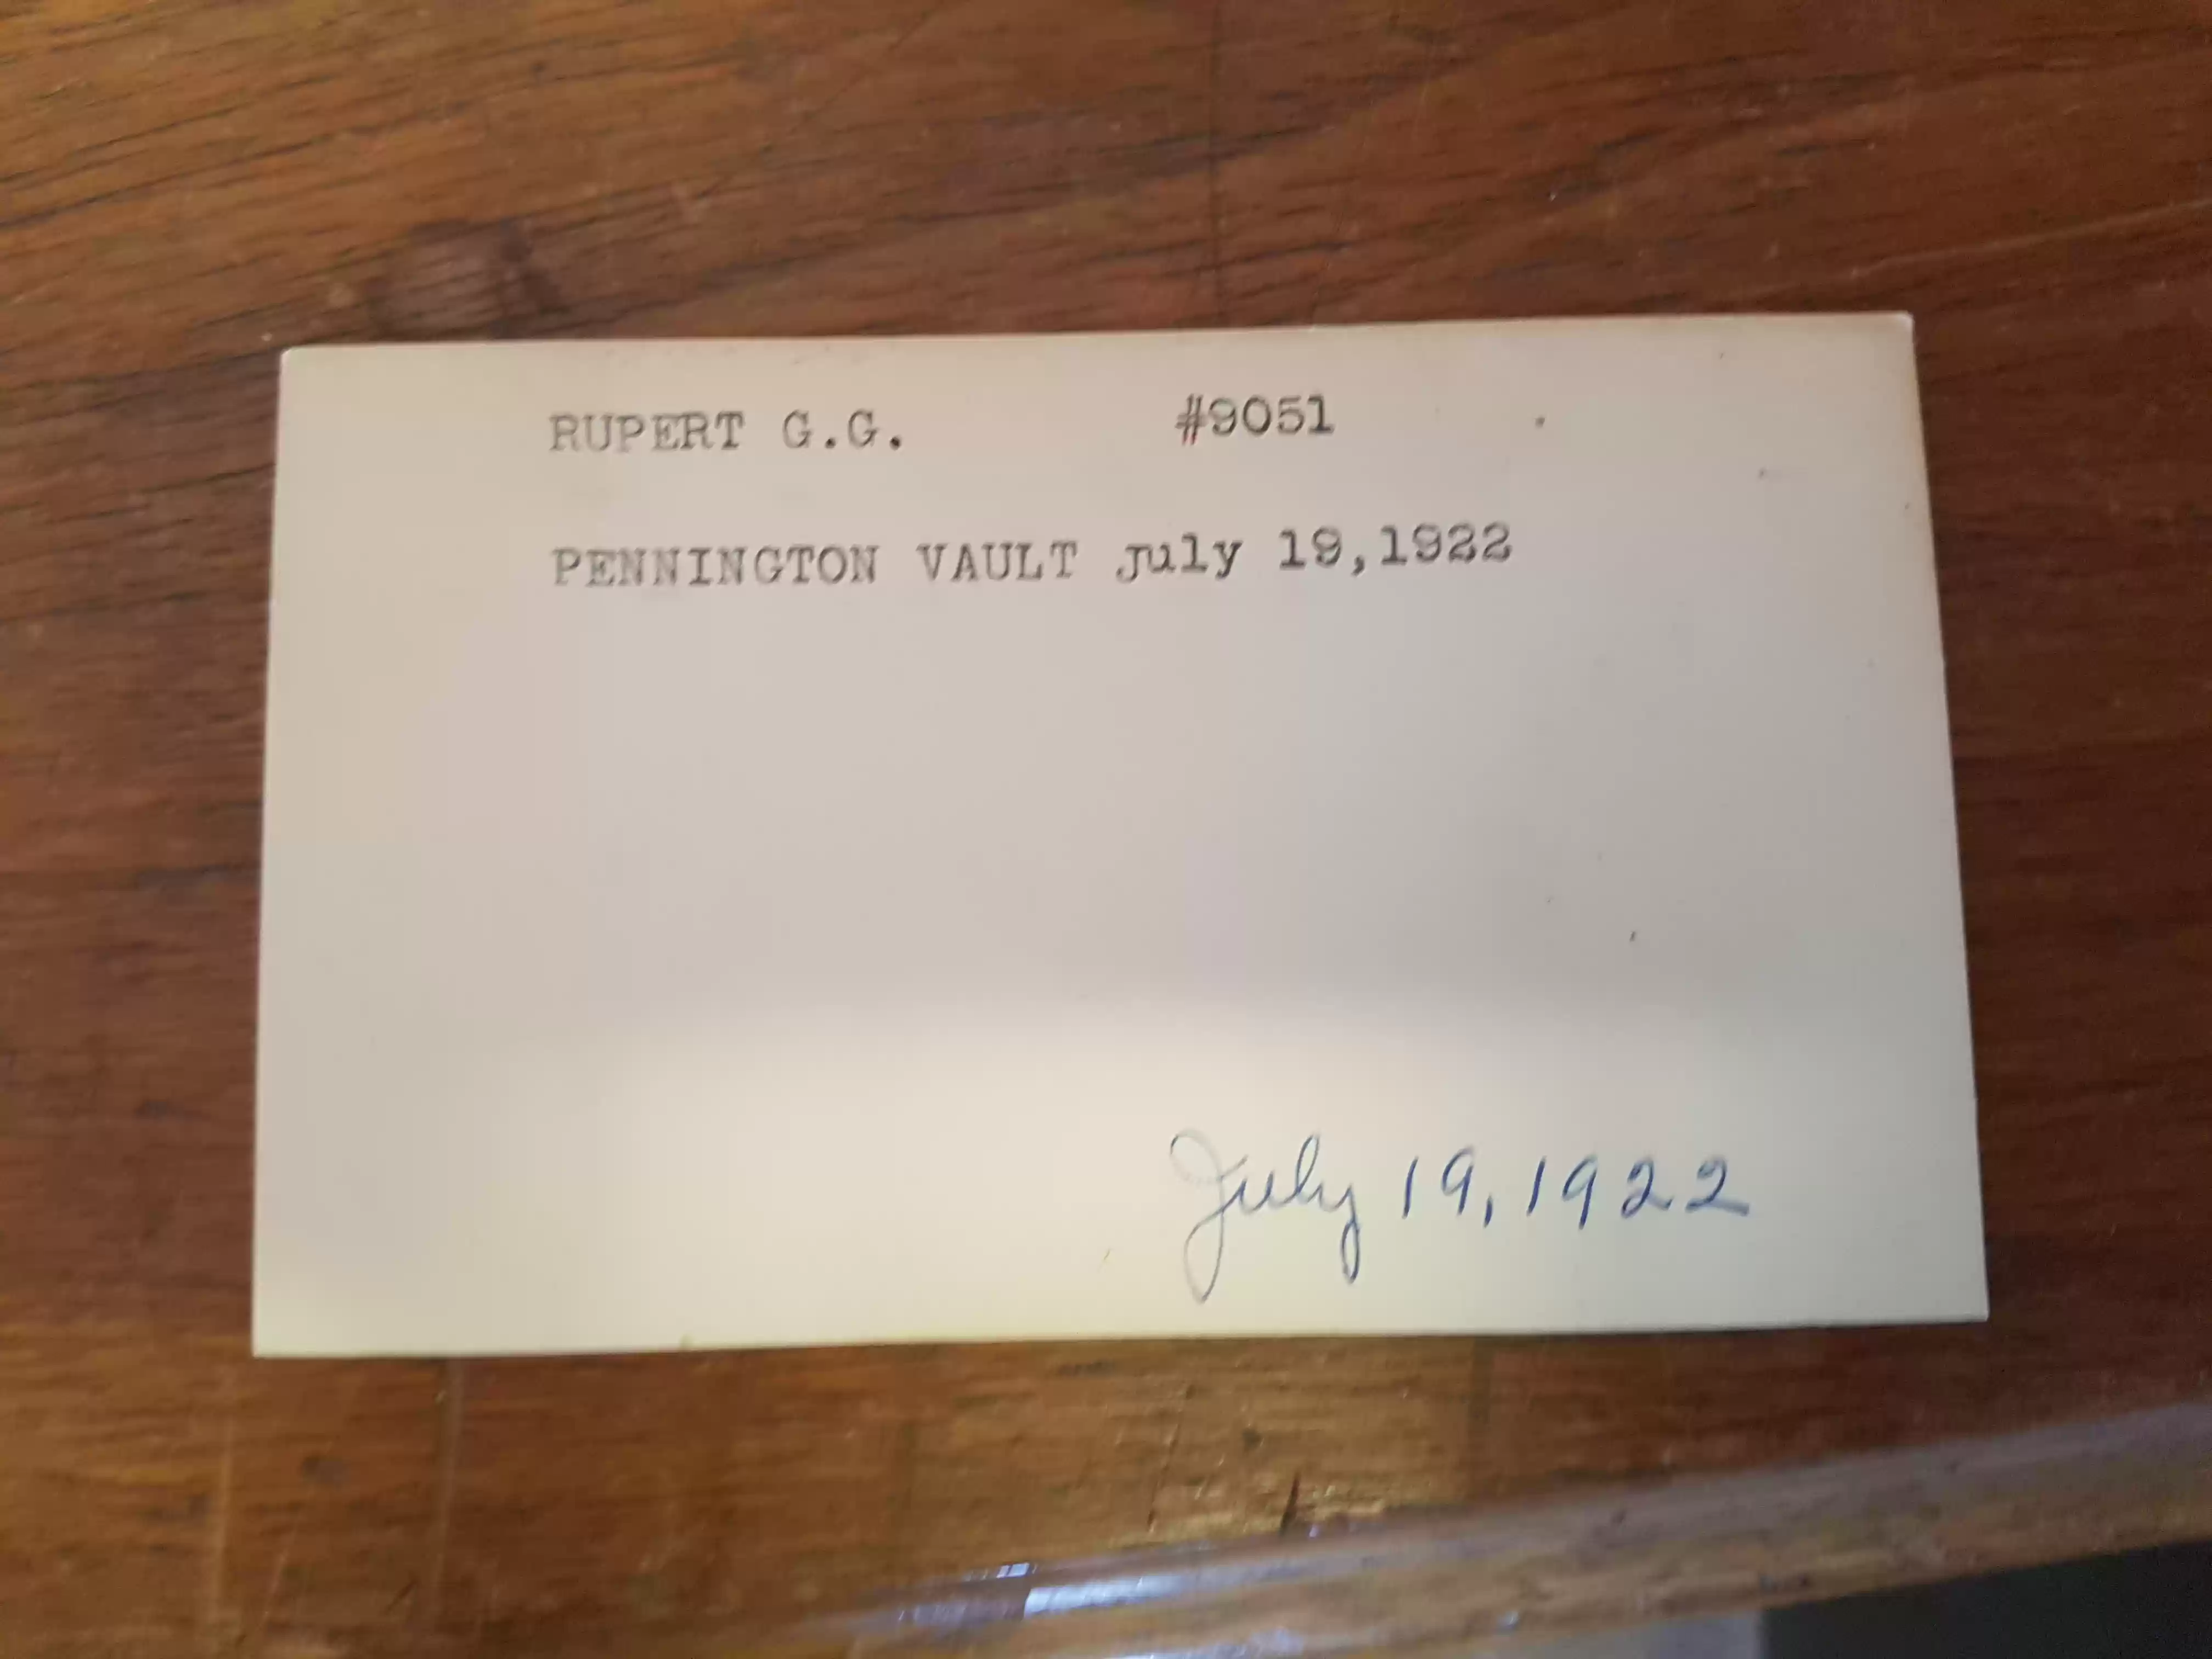 RUPERT G.G. #9051
PENNINGTON VAULT July 19,1922
July 19, 1922